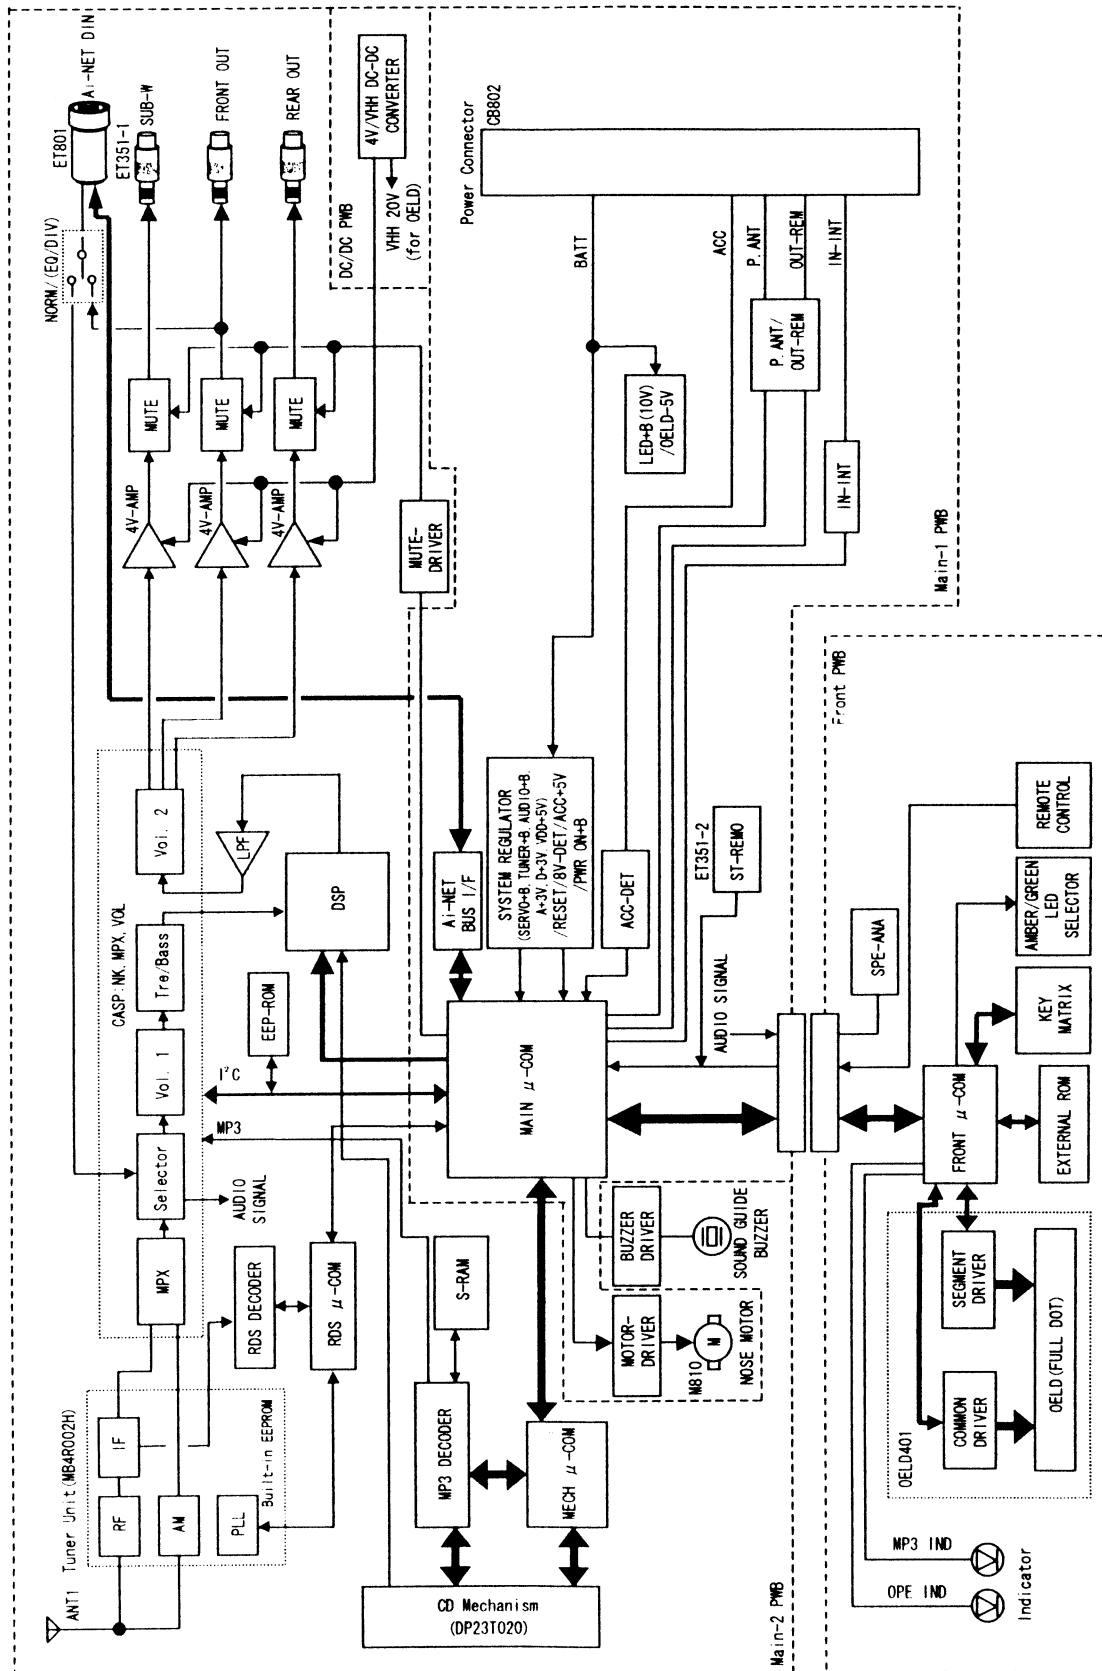 ANT1
Tuner Unit(MB4R002H)
RF
IF
AM
PLL
Built-in EEPROM
MPX
Selector
Vol. 1
Tre/Bass
Vol. 2
CASP:NK, MPX, VOL
AUDIO
SIGNAL
RDS DECODER
RDS μ-COM
MP3
I²C
EEP-ROM
DSP
LPF
4V-AMP
4V-AMP
4V-AMP
MUTE
MUTE
MUTE
NORM/(EQ/DIV)
ET801
Ai-NET DIN
ET351-1
SUB-W
FRONT OUT
REAR OUT
DC/DC PWB
4V/VHH DC-DC
CONVERTER
VHH 20V
(for OELD)
MUTE-
DRIVER
CD Mechanism
(DP23T020)
MP3 DECODER
S-RAM
MECH μ-COM
MAIN μ-COM
Ai-NET
BUS I/F
SYSTEM REGULATOR
(SERVO+B, TUNER+B, AUDIO+B,
A+3V, D+3V VDD+5V)
/RESET/8V-DET/ACC+5V
/PWR ON+B
ACC-DET
MOTOR-
DRIVER
M810
M
NOSE MOTOR
BUZZER
DRIVER
SOUND GUIDE
BUZZER
ET351-2
ST-REMO
AUDIO SIGNAL
LED+B(10V)
/OELD-5V
P.ANT/
OUT-REM
IN-INT
BATT
ACC
P.ANT
OUT-REM
IN-INT
Power Connector
CB802
Main-1 PWB
Main-2 PWB
Front PWB
SPE-ANA
FRONT μ-COM
REMOTE
CONTROL
AMBER/GREEN
LED
SELECTOR
KEY
MATRIX
EXTERNAL ROM
OELD401
COMMON
DRIVER
SEGMENT
DRIVER
OELD(FULL DOT)
MP3 IND
OPE IND
Indicator